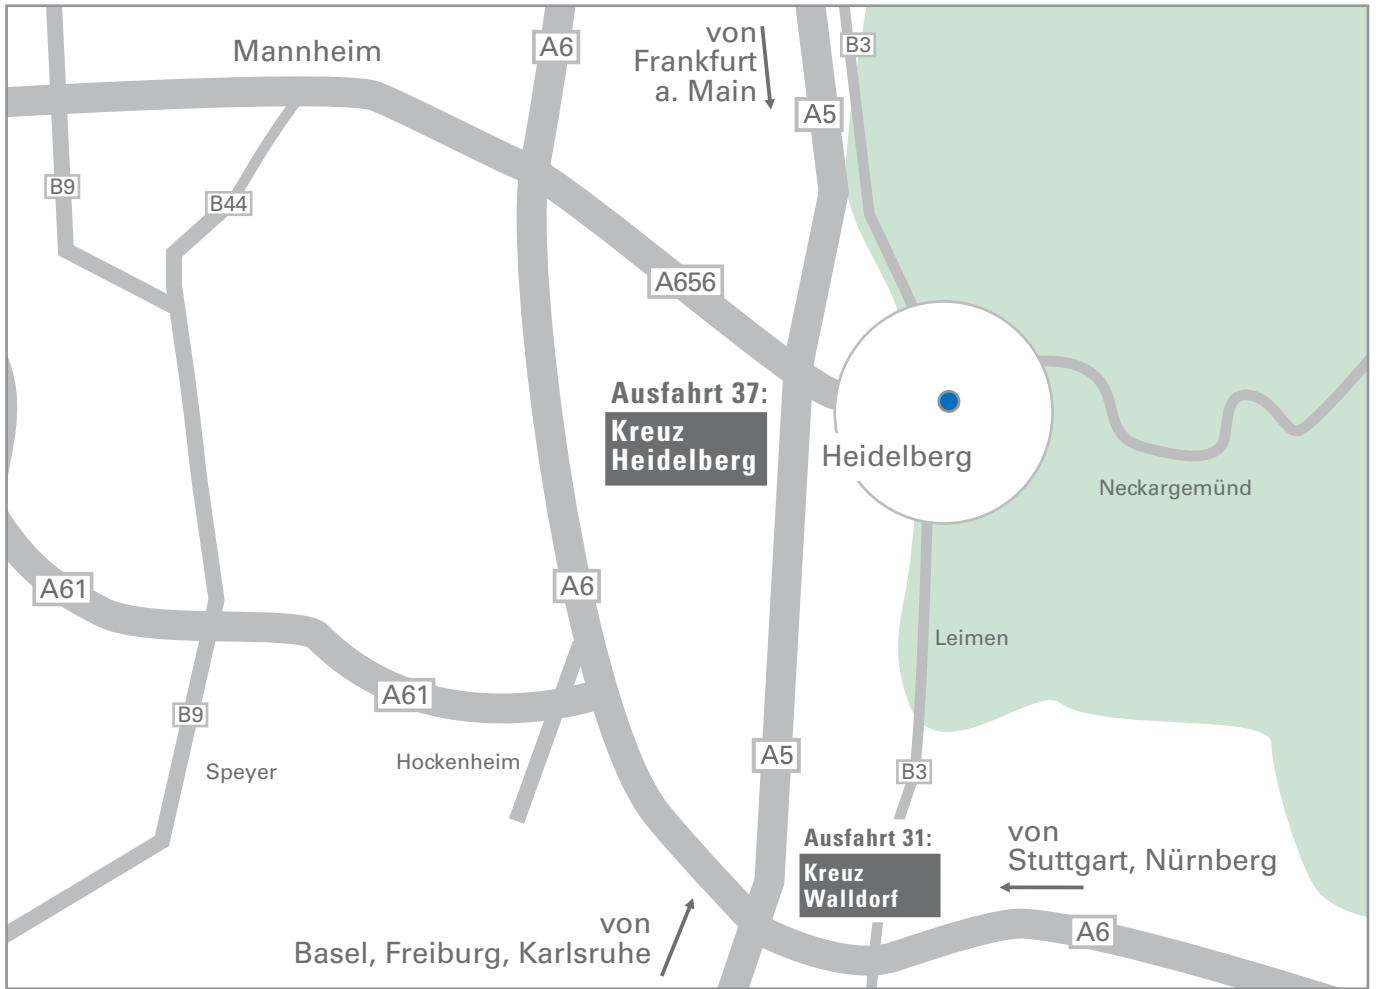 Mannheim
A6
von
Frankfurt
a. Main
B3
A5
B9
B44
A656
Ausfahrt 37:
Kreuz
Heidelberg
Heidelberg
Neckargemünd
A61
A6
Leimen
A61
B9
Speyer
Hockenheim
A5
B3
Ausfahrt 31:
Kreuz
Walldorf
von
Stuttgart, Nürnberg
von
Basel, Freiburg, Karlsruhe
A6